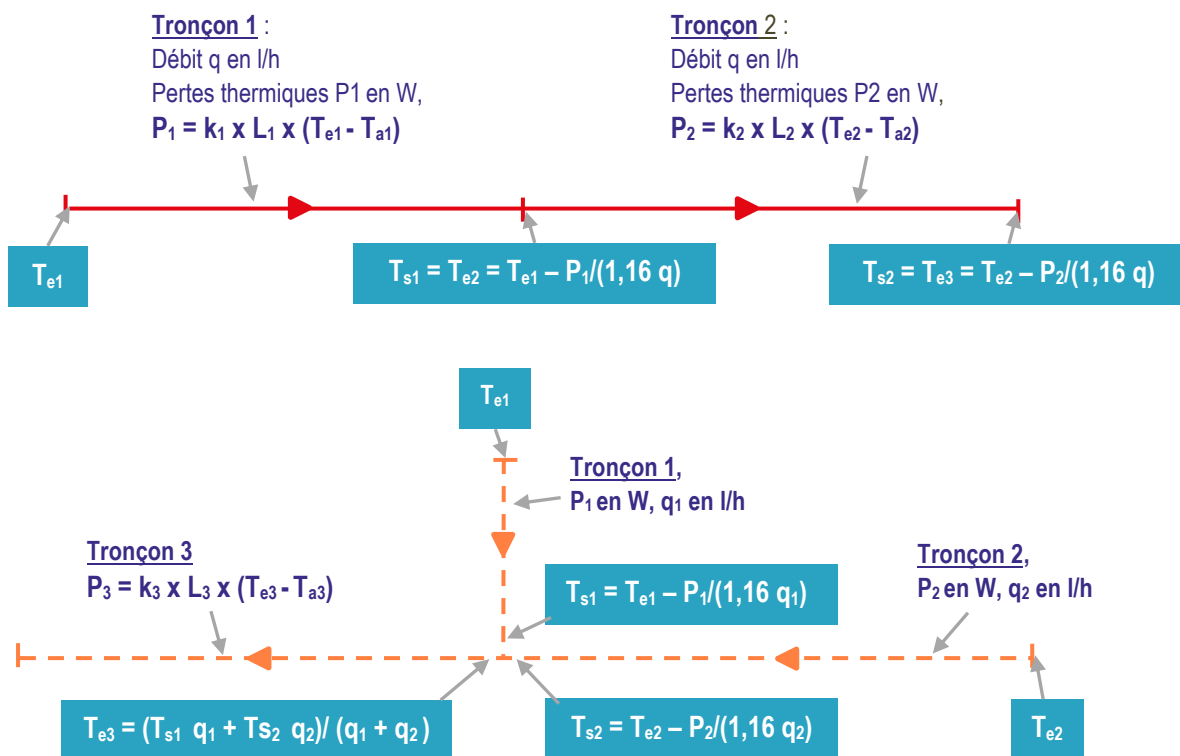 Tronçon 1 :
Débit q en l/h
Pertes thermiques P1 en W,
P₁ = k₁ x L₁ x (Tₑ₁ - Tₐ₁)
Tronçon 2 :
Débit q en l/h
Pertes thermiques P2 en W,
P₂ = k₂ x L₂ x (Tₑ₂ - Tₐ₂)
Tₑ₁
Tₛ₁ = Tₑ₂ = Tₑ₁ – P₁/(1,16 q)
Tₛ₂ = Tₑ₃ = Tₑ₂ – P₂/(1,16 q)
Tₑ₁
Tronçon 1,
P₁ en W, q₁ en l/h
Tronçon 3
P₃ = k₃ x L₃ x (Tₑ₃ - Tₐ₃)
Tronçon 2,
P₂ en W, q₂ en l/h
Tₛ₁ = Tₑ₁ – P₁/(1,16 q₁)
Tₑ₃ = (Tₛ₁ q₁ + Ts₂ q₂)/ (q₁ + q₂ )
Tₛ₂ = Tₑ₂ – P₂/(1,16 q₂)
Tₑ₂